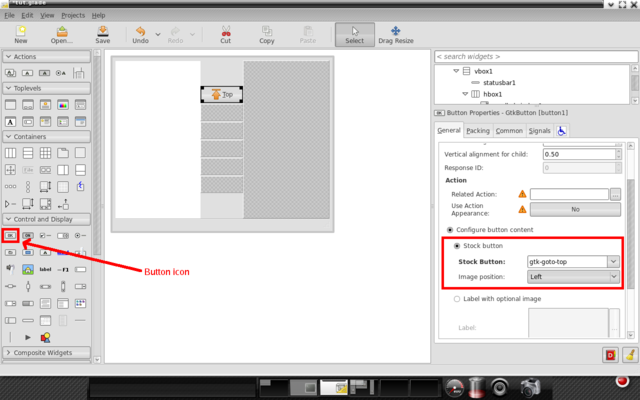 File Edit View Projects Help
New Open... Save Undo Redo Cut Copy Paste Select Drag Resize
Actions
Toplevels
Containers
Control and Display
label
Composite Widgets
Button icon
Top
< search widgets >
vbox1
statusbar1
hbox1
Button Properties - GtkButton [button1]
General Packing Common Signals
Vertical alignment for child: 0.50
Response ID: 0
Action
Related Action: ...
Use Action
Appearance: No
Configure button content
Stock button
Stock Button: gtk-goto-top
Image position: Left
Label with optional image
Label: